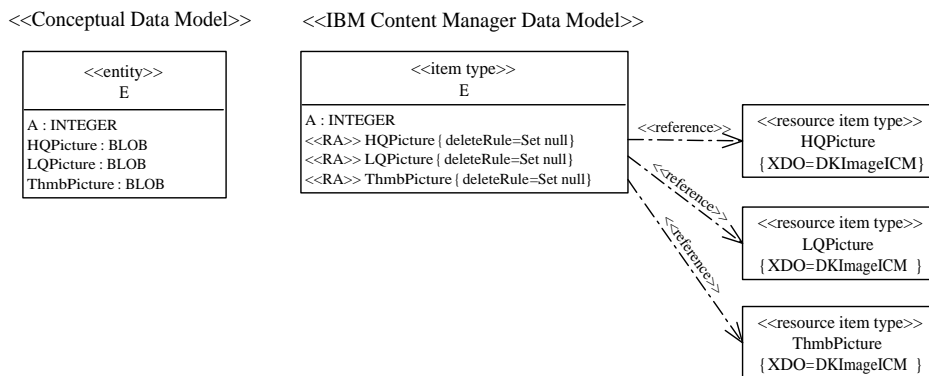 <<Conceptual Data Model>>
<<IBM Content Manager Data Model>>
<<entity>>
E
A : INTEGER
HQPicture : BLOB
LQPicture : BLOB
ThmbPicture : BLOB
<<item type>>
E
A : INTEGER
<<RA>> HQPicture { deleteRule=Set null}
<<RA>> LQPicture { deleteRule=Set null}
<<RA>> ThmbPicture { deleteRule=Set null}
<<reference>>
<<reference>>
<<reference>>
<<resource item type>>
HQPicture
{XDO=DKImageICM}
<<resource item type>>
LQPicture
{XDO=DKImageICM }
<<resource item type>>
ThmbPicture
{XDO=DKImageICM }